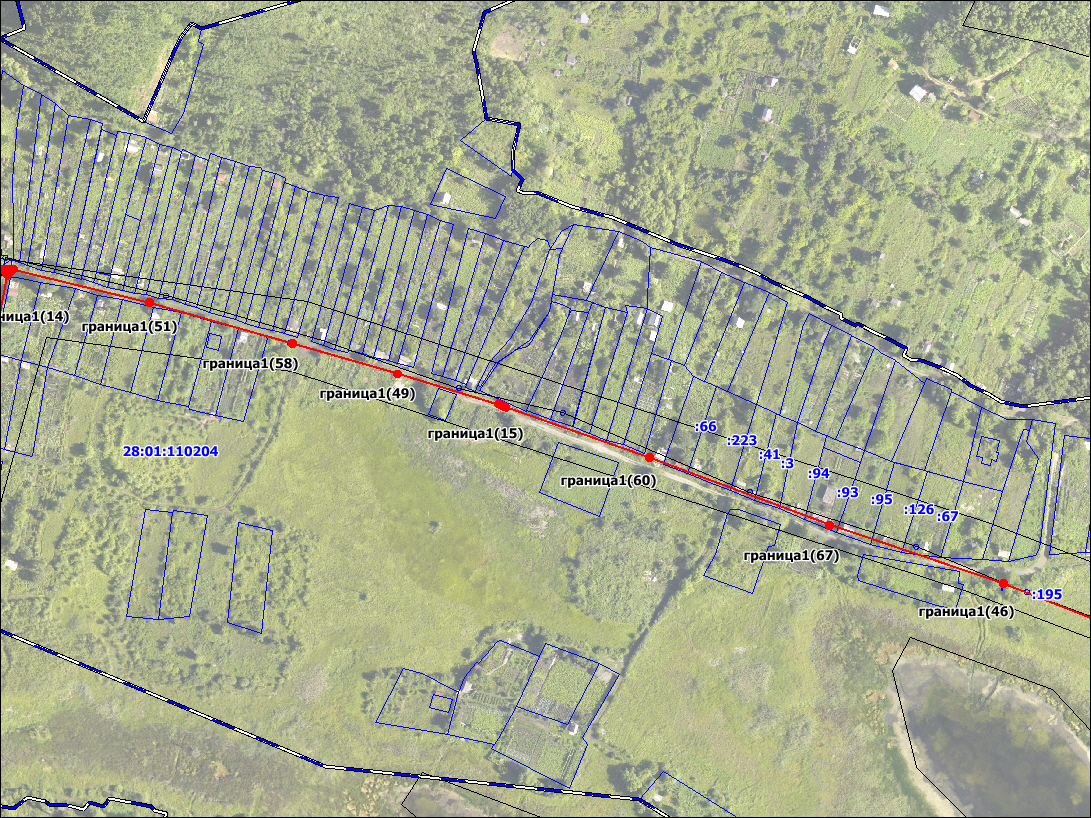 ница1(14)
граница1(51)
граница1(58)
граница1(49)
:66
граница1(15)
:223
28:01:110204
:41
:3
:94
граница1(60)
:93
:95
:126
:67
граница1(67)
:195
граница1(46)